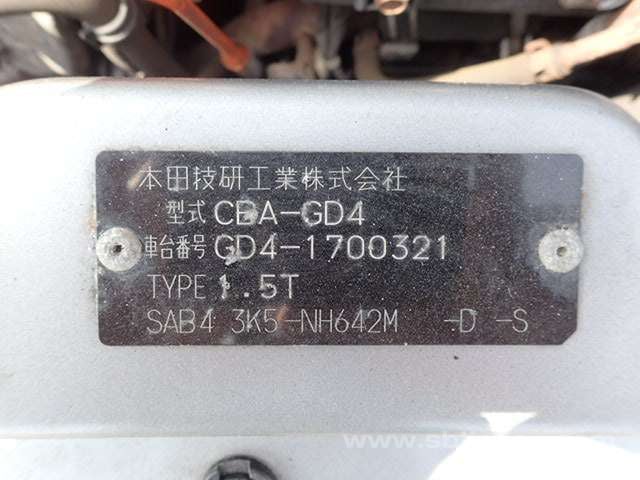 本田技研工業株式会社
型式 CBA-GD4
車台番号 GD4-1700321
TYPE 1.5T
SAB4 3K5-NH642M -D -S